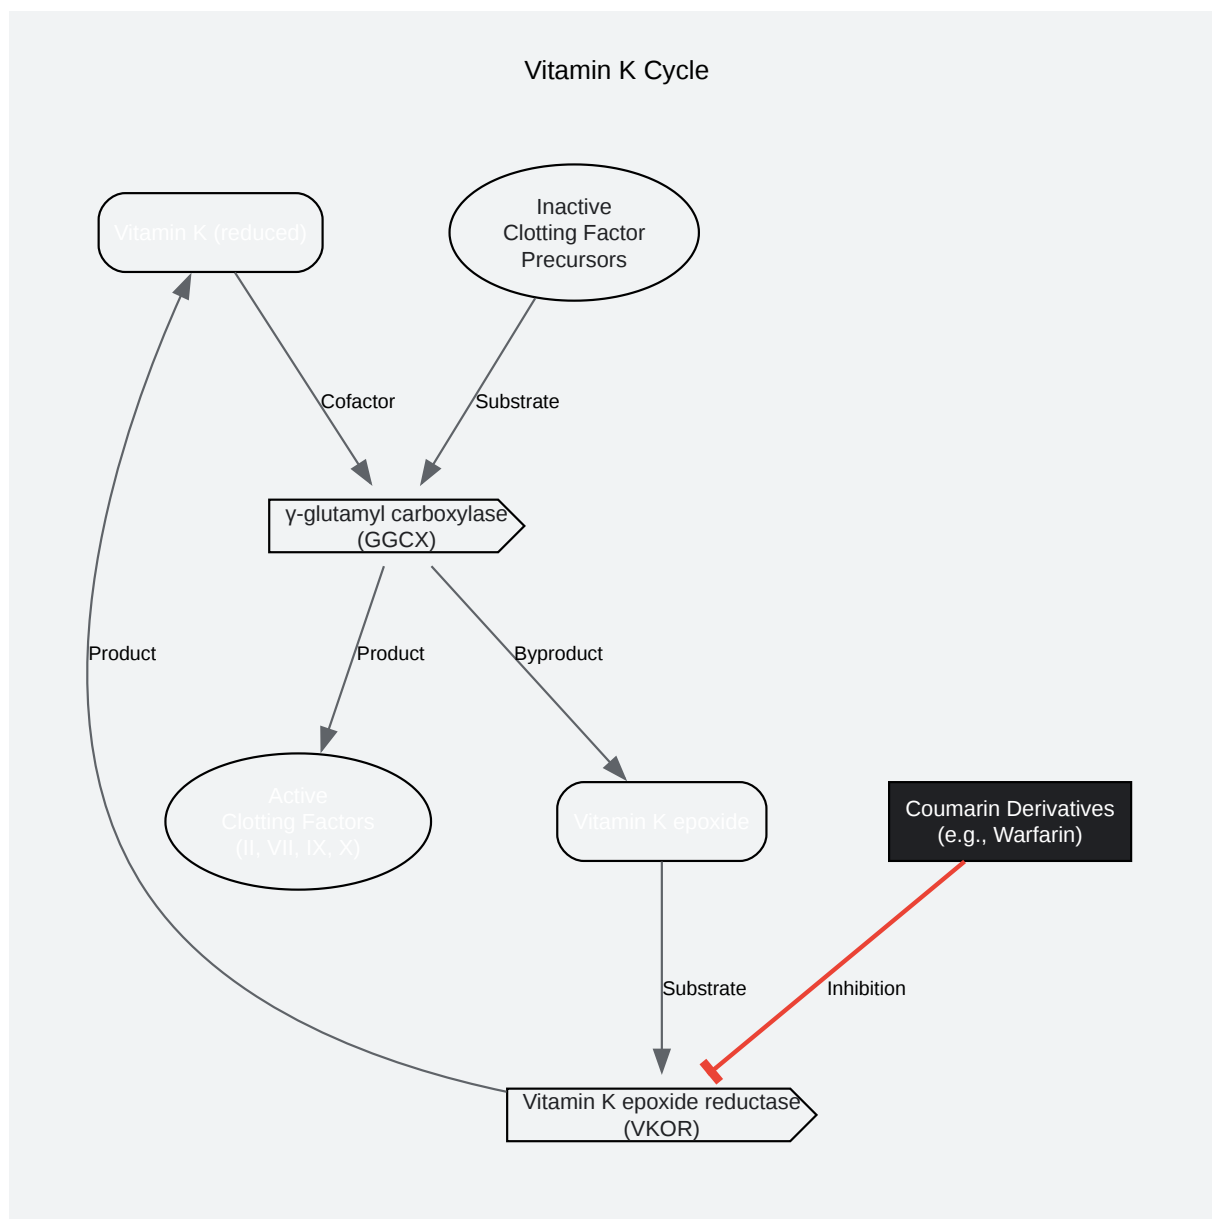 Vitamin K Cycle
Vitamin K (reduced)
Inactive
Clotting Factor
Precursors
Cofactor
Substrate
γ-glutamyl carboxylase
(GGCX)
Product
Product
Byproduct
Active
Clotting Factors
(II, VII, IX, X)
Vitamin K epoxide
Coumarin Derivatives
(e.g., Warfarin)
Substrate
Inhibition
Vitamin K epoxide reductase
(VKOR)